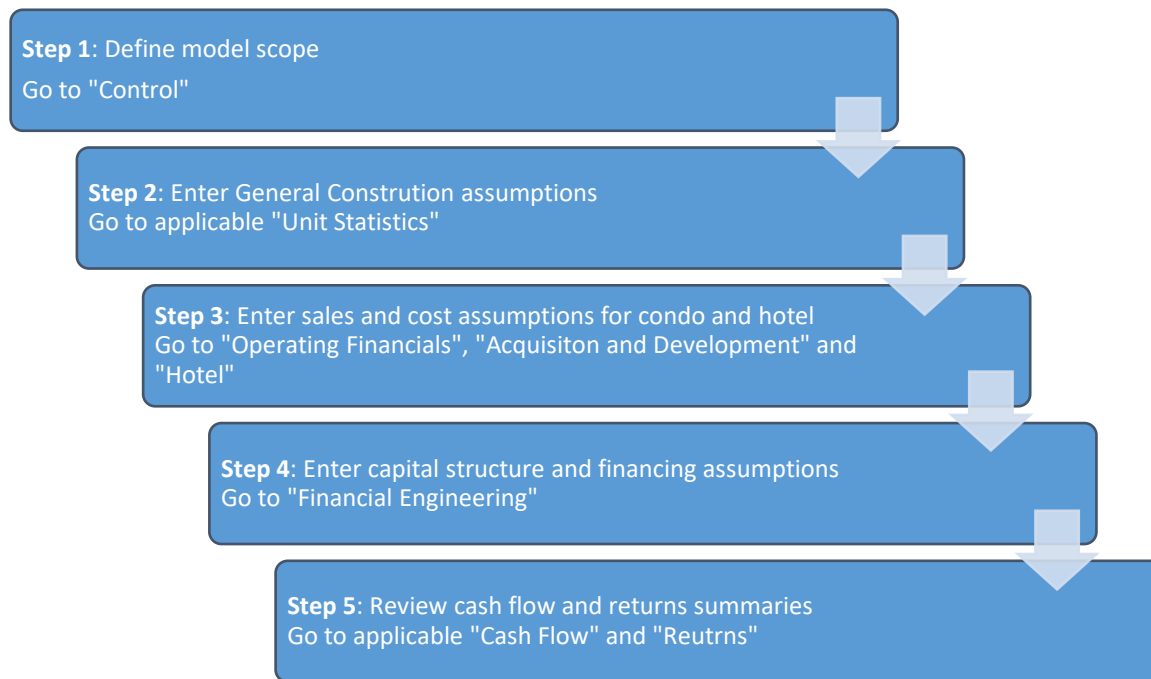 Step 1: Define model scope
Go to "Control"
Step 2: Enter General Constrution assumptions
Go to applicable "Unit Statistics"
Step 3: Enter sales and cost assumptions for condo and hotel
Go to "Operating Financials", "Acquisiton and Development" and
"Hotel"
Step 4: Enter capital structure and financing assumptions
Go to "Financial Engineering"
Step 5: Review cash flow and returns summaries
Go to applicable "Cash Flow" and "Reutrns"